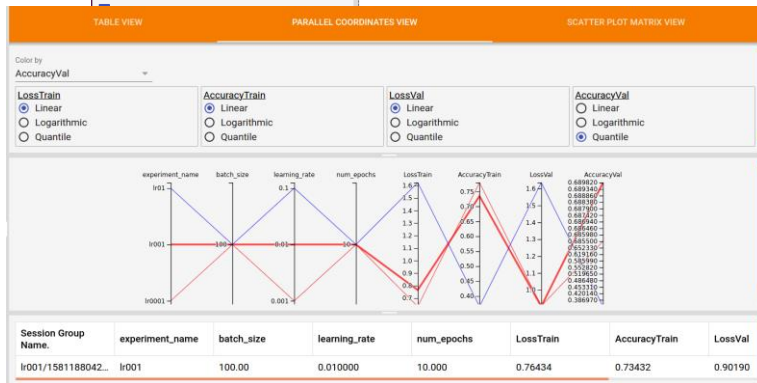 TABLE VIEW PARALLEL COORDINATES VIEW SCATTER PLOT MATRIX VIEW
Color by
AccuracyVal
LossTrain AccuracyTrain LossVal AccuracyVal
Linear Linear Linear Linear
Logarithmic Logarithmic Logarithmic Logarithmic
Quantile Quantile Quantile Quantile
experiment_name batch_size learning_rate num_epochs LossTrain AccuracyTrain LossVal AccuracyVal
lr01 0.1 1.6 0.75 1.6 0.689820
0.689340
0.688860
0.688380
1.5 0.70 1.5 0.687900
0.687420
1.4 0.65 1.4 0.686940
0.686460
1.3 0.685980
lr001 100 0.01 10 1.2 0.60 1.3 0.685500
0.652330
1.1 0.55 1.2 0.619160
0.585990
1.0 0.50 0.552820
0.9 0.45 1.1 0.519650
0.486480
0.8 0.453310
0.420140
lr0001 0.001 0.7 0.40 1.0 0.386970
Session Group
Name. experiment_name batch_size learning_rate num_epochs LossTrain AccuracyTrain LossVal
lr001/1581188042... lr001 100.00 0.010000 10.000 0.76434 0.73432 0.90190